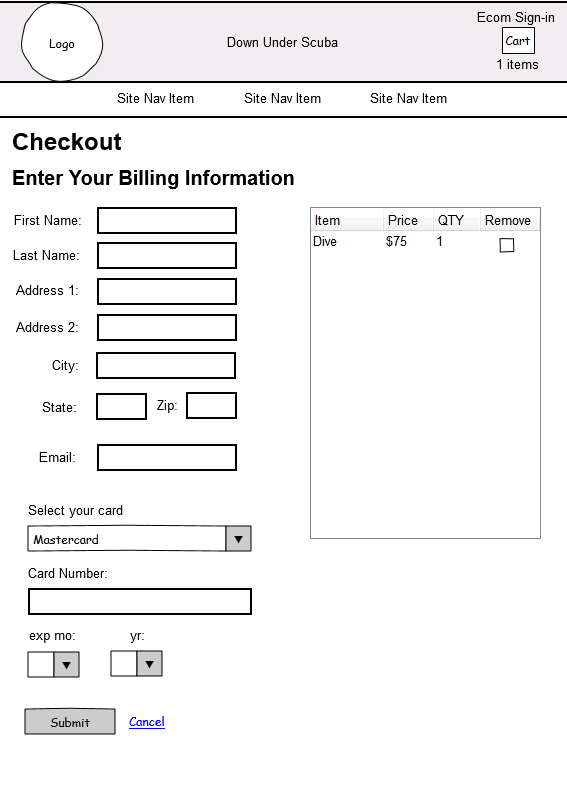 Ecom Sign-in
Logo
Down Under Scuba
Cart
1 items
Site Nav Item Site Nav Item Site Nav Item
Checkout
Enter Your Billing Information
First Name:
Last Name:
Address 1:
Address 2:
City:
State: Zip:
Email:
Item Price QTY Remove
Dive $75 1
Select your card
Mastercard
Card Number:
exp mo: yr:
Submit Cancel